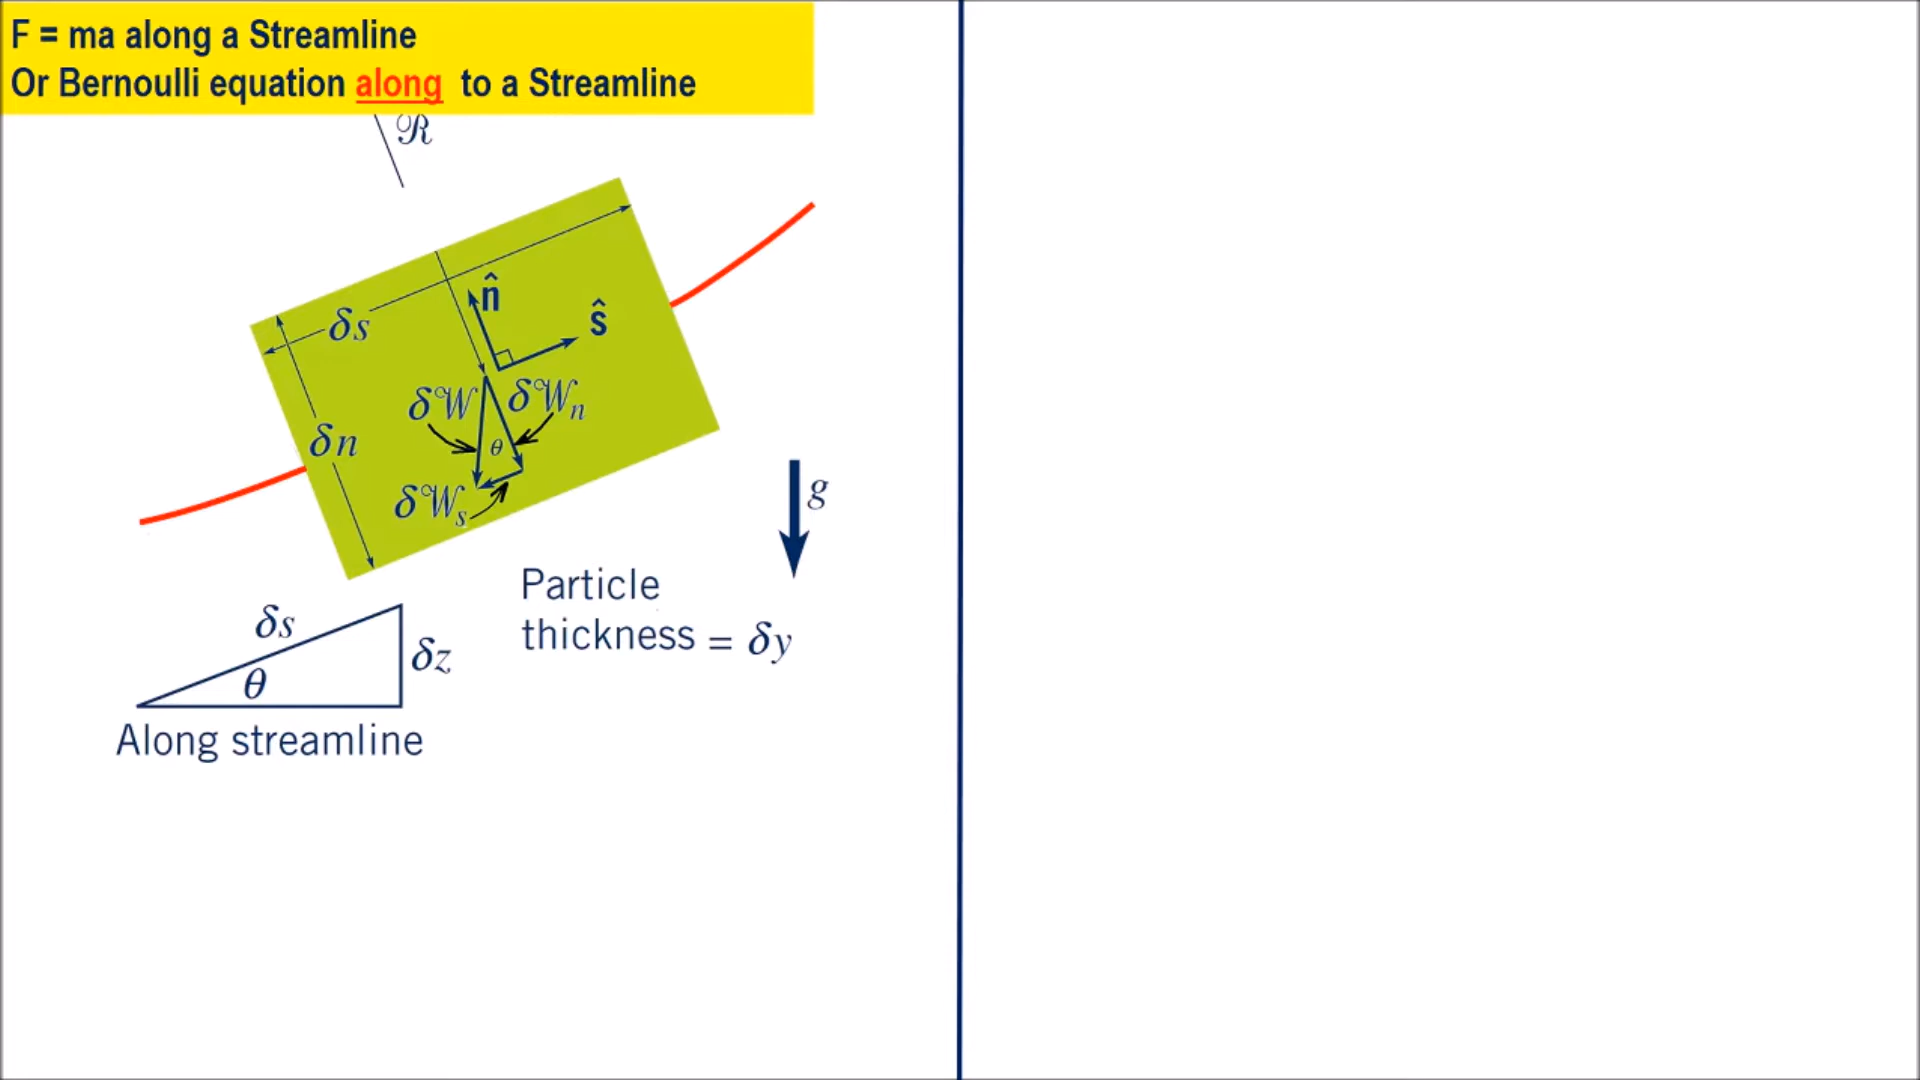 F = ma along a Streamline
Or Bernoulli equation along to a Streamline
ℛ
n̂
ŝ
δs
δ𝒲
δ𝒲ₙ
δn
θ
δ𝒲ₛ
g
Particle
thickness = δy
δs
δz
θ
Along streamline